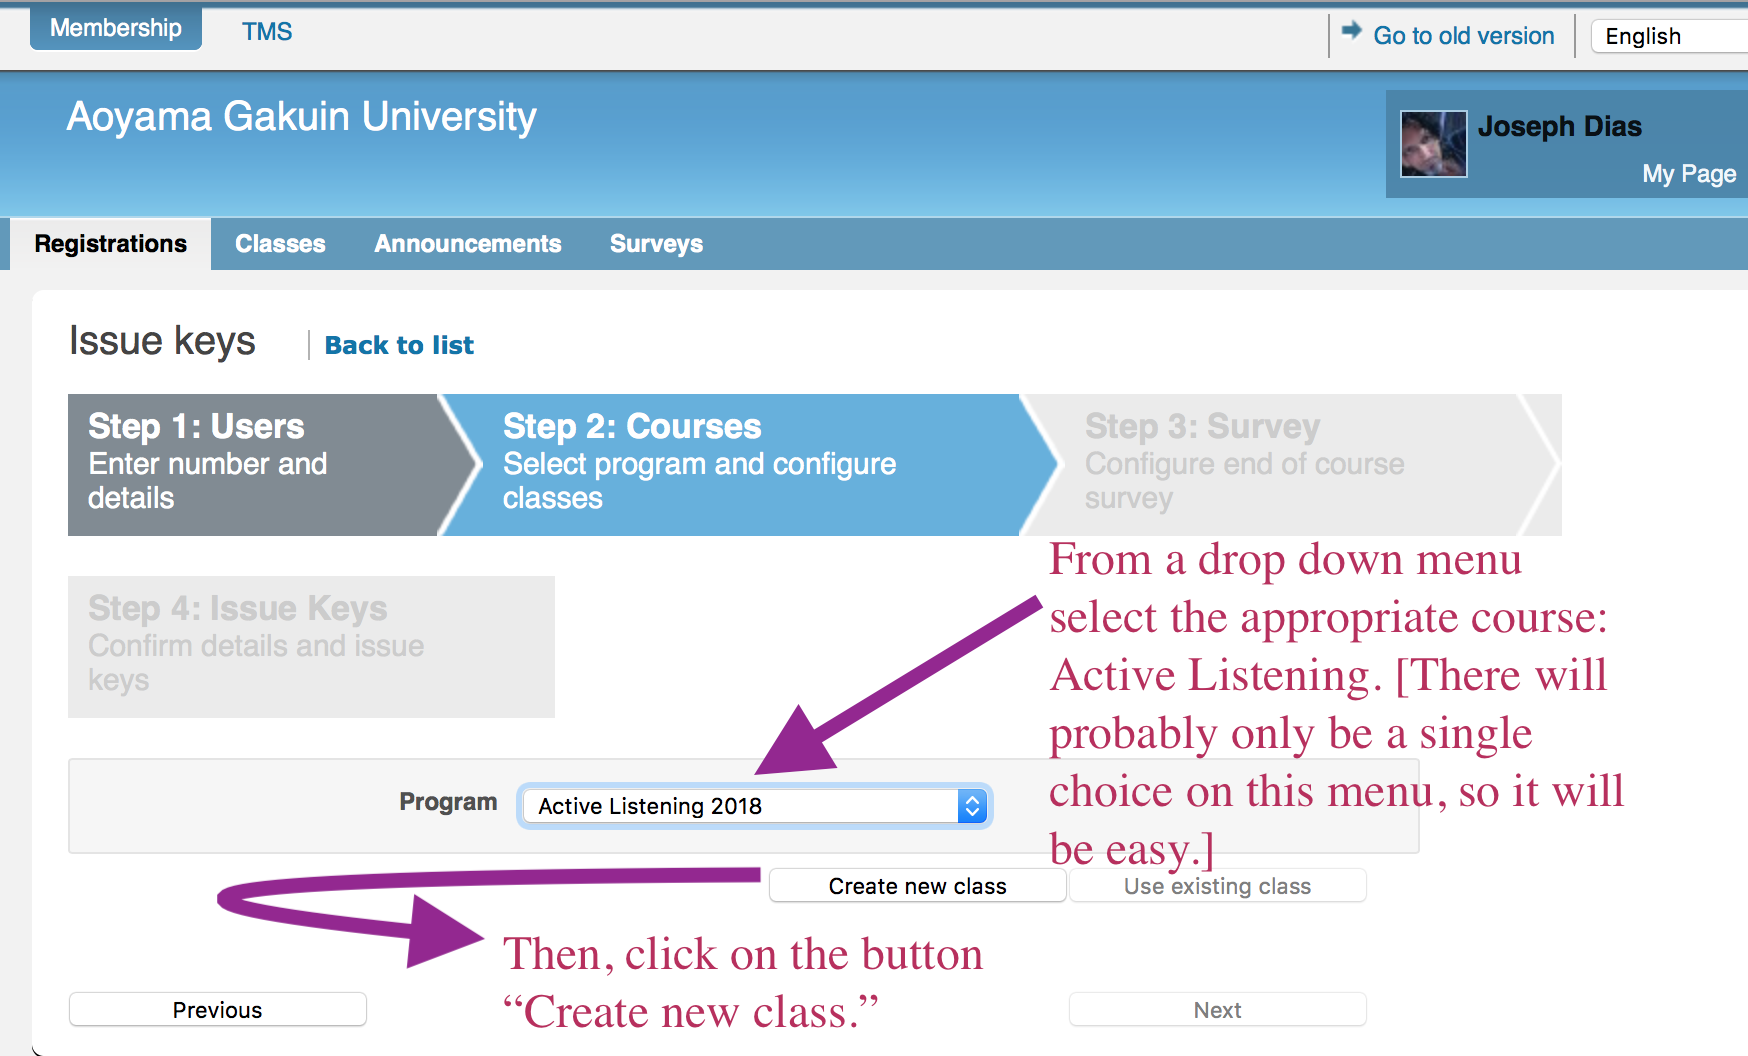 Membership TMS Go to old version English
Aoyama Gakuin University
Joseph Dias
My Page
Registrations Classes Announcements Surveys
Issue keys Back to list
Step 1: Users
Enter number and
details
Step 2: Courses
Select program and configure
classes
Step 3: Survey
Configure end of course
survey
Step 4: Issue Keys
Confirm details and issue
keys
From a drop down menu
select the appropriate course:
Active Listening. [There will
probably only be a single
choice on this menu, so it will
be easy.]
Program Active Listening 2018
Create new class Use existing class
Then, click on the button
“Create new class.”
Previous Next